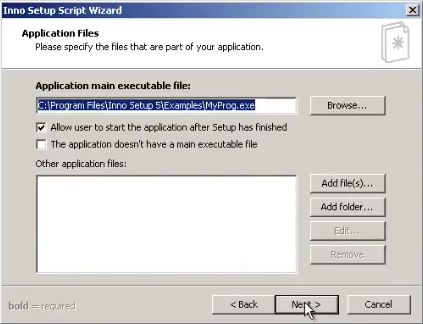 Inno Setup Script Wizard
Application Files
Please specify the files that are part of your application.
Application main executable file:
C:\Program Files\Inno Setup 5\Examples\MyProg.exe
Browse...
Allow user to start the application after Setup has finished
The application doesn't have a main executable file
Other application files:
Add file(s)...
Add folder...
Edit...
Remove
bold = required
< Back
Next >
Cancel